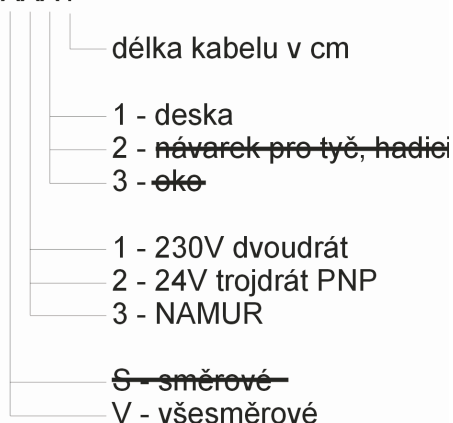 délka kabelu v cm
1 - deska
2 - návarek pro tyč, hadici
3 - oko
1 - 230V dvoudrát
2 - 24V trojdrát PNP
3 - NAMUR
S - směrové
V - všesměrové